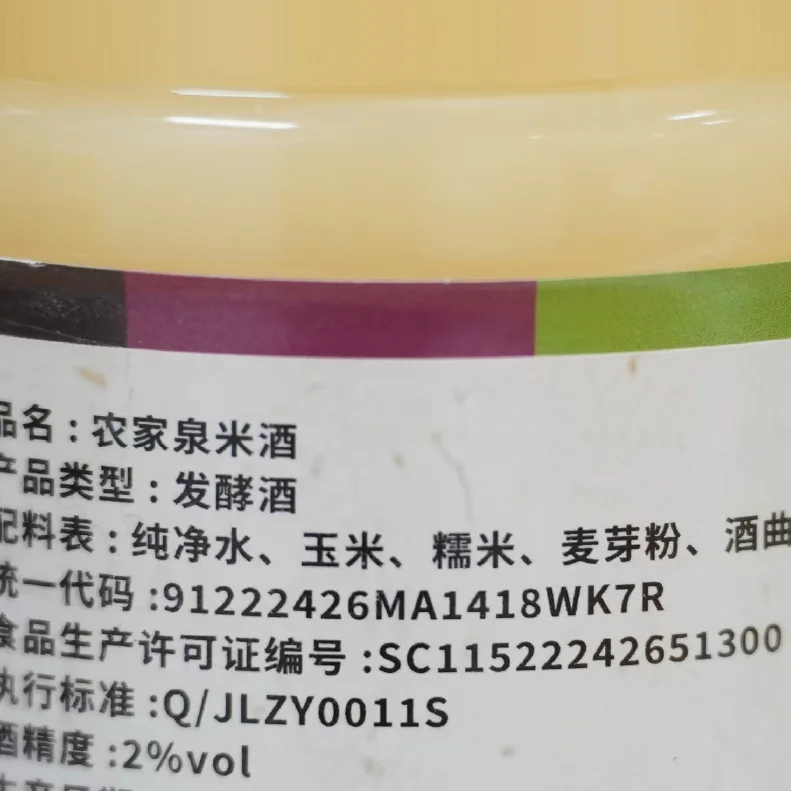 品名：农家泉米酒
产品类型：发酵酒
配料表：纯净水、玉米、糯米、麦芽粉、酒曲
统一代码:91222426MA1418WK7R
食品生产许可证编号:SC11522242651300
执行标准:Q/JLZY0011S
酒精度:2%vol